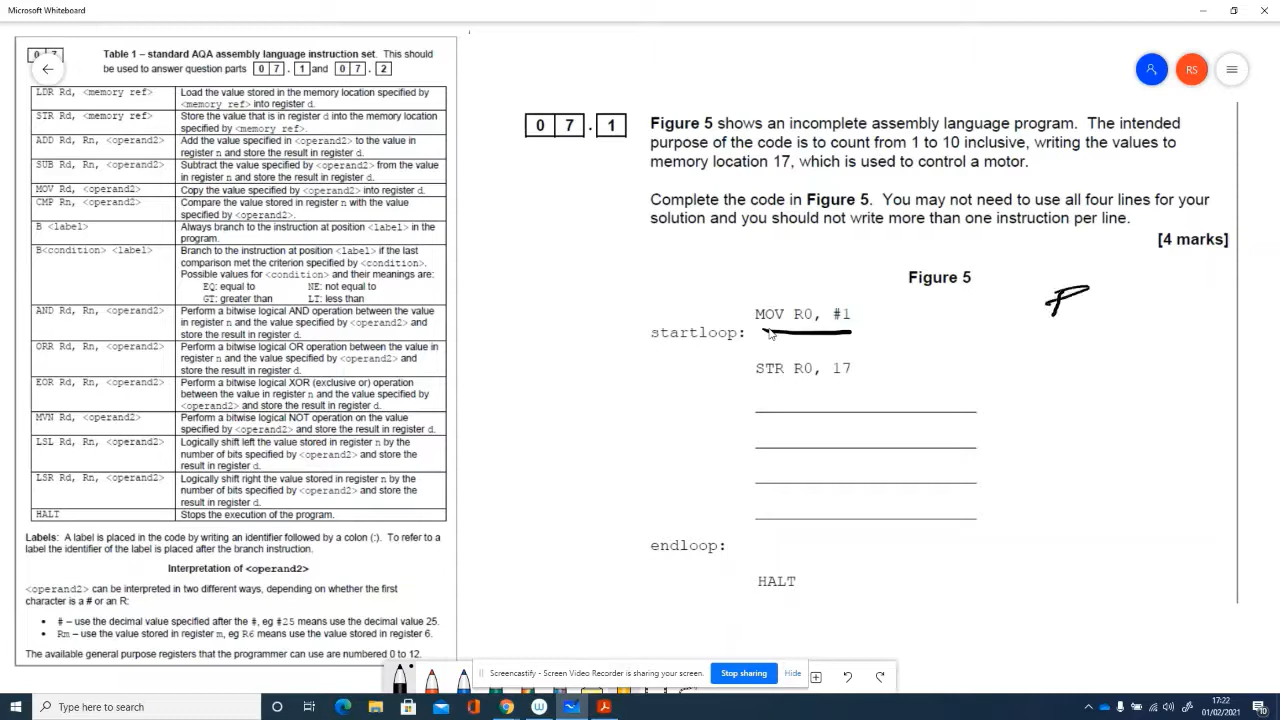 Microsoft Whiteboard
0 7
Table 1 – standard AQA assembly language instruction set. This should
be used to answer question parts 0 7 . 1 and 0 7 . 2
LDR Rd, <memory ref> Load the value stored in the memory location specified by
<memory ref> into register d.
STR Rd, <memory ref> Store the value that is in register d into the memory location
specified by <memory ref>.
ADD Rd, Rn, <operand2> Add the value specified in <operand2> to the value in
register n and store the result in register d.
SUB Rd, Rn, <operand2> Subtract the value specified by <operand2> from the value
in register n and store the result in register d.
MOV Rd, <operand2> Copy the value specified by <operand2> into register d.
CMP Rn, <operand2> Compare the value stored in register n with the value
specified by <operand2>.
B <label> Always branch to the instruction at position <label> in the
program.
B<condition> <label> Branch to the instruction at position <label> if the last
comparison met the criterion specified by <condition>.
Possible values for <condition> and their meanings are:
EQ: equal to NE: not equal to
GT: greater than LT: less than
AND Rd, Rn, <operand2> Perform a bitwise logical AND operation between the value
in register n and the value specified by <operand2> and
store the result in register d.
ORR Rd, Rn, <operand2> Perform a bitwise logical OR operation between the value in
register n and the value specified by <operand2> and
store the result in register d.
EOR Rd, Rn, <operand2> Perform a bitwise logical XOR (exclusive or) operation
between the value in register n and the value specified by
<operand2> and store the result in register d.
MVN Rd, <operand2> Perform a bitwise logical NOT operation on the value
specified by <operand2> and store the result in register d.
LSL Rd, Rn, <operand2> Logically shift left the value stored in register n by the
number of bits specified by <operand2> and store the
result in register d.
LSR Rd, Rn, <operand2> Logically shift right the value stored in register n by the
number of bits specified by <operand2> and store the
result in register d.
HALT Stops the execution of the program.
Labels: A label is placed in the code by writing an identifier followed by a colon (:). To refer to a
label the identifier of the label is placed after the branch instruction.
Interpretation of <operand2>
<operand2> can be interpreted in two different ways, depending on whether the first
character is a # or an R:
• # – use the decimal value specified after the #, eg #25 means use the decimal value 25.
• Rm – use the value stored in register m, eg R6 means use the value stored in register 6.
The available general purpose registers that the programmer can use are numbered 0 to 12.
RS
0 7 . 1
Figure 5 shows an incomplete assembly language program. The intended
purpose of the code is to count from 1 to 10 inclusive, writing the values to
memory location 17, which is used to control a motor.
Complete the code in Figure 5. You may not need to use all four lines for your
solution and you should not write more than one instruction per line.
[4 marks]
Figure 5
MOV R0, #1
startloop:
STR R0, 17
endloop:
HALT
Screencastify - Screen Video Recorder is sharing your screen. Stop sharing Hide
Type here to search
17:22
01/02/2021